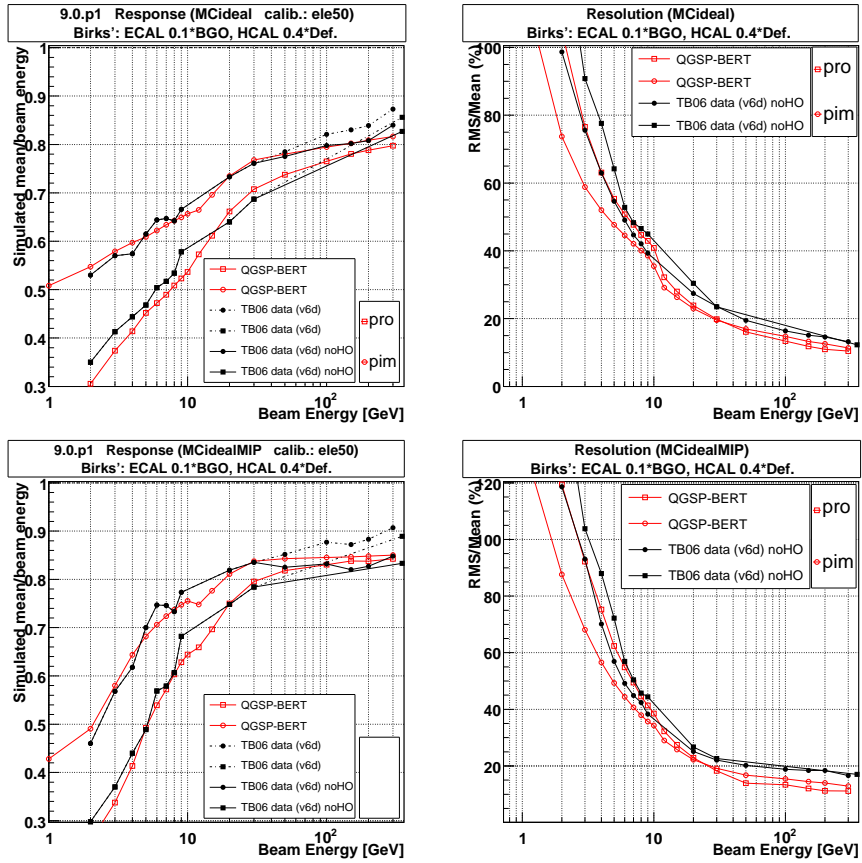 9.0.p1 Response (MCideal calib.: ele50)
Birks': ECAL 0.1*BGO, HCAL 0.4*Def.
Simulated mean/beam energy
1
0.9
0.8
0.7
0.6
0.5
0.4
0.3
QGSP-BERT
QGSP-BERT
TB06 data (v6d)
TB06 data (v6d)
TB06 data (v6d) noHO
TB06 data (v6d) noHO
pro
pim
1 10 10²
Beam Energy [GeV]
Resolution (MCideal)
Birks': ECAL 0.1*BGO, HCAL 0.4*Def.
RMS/Mean (%)
100
80
60
40
20
0
QGSP-BERT
QGSP-BERT
TB06 data (v6d) noHO
TB06 data (v6d) noHO
pro
pim
1 10 10²
Beam Energy [GeV]
9.0.p1 Response (MCidealMIP calib.: ele50)
Birks': ECAL 0.1*BGO, HCAL 0.4*Def.
Simulated mean/beam energy
1
0.9
0.8
0.7
0.6
0.5
0.4
0.3
QGSP-BERT
QGSP-BERT
TB06 data (v6d)
TB06 data (v6d)
TB06 data (v6d) noHO
TB06 data (v6d) noHO
1 10 10²
Beam Energy [GeV]
Resolution (MCidealMIP)
Birks': ECAL 0.1*BGO, HCAL 0.4*Def.
RMS/Mean (%)
120
100
80
60
40
20
QGSP-BERT
QGSP-BERT
TB06 data (v6d) noHO
TB06 data (v6d) noHO
pro
pim
1 10 10²
Beam Energy [GeV]